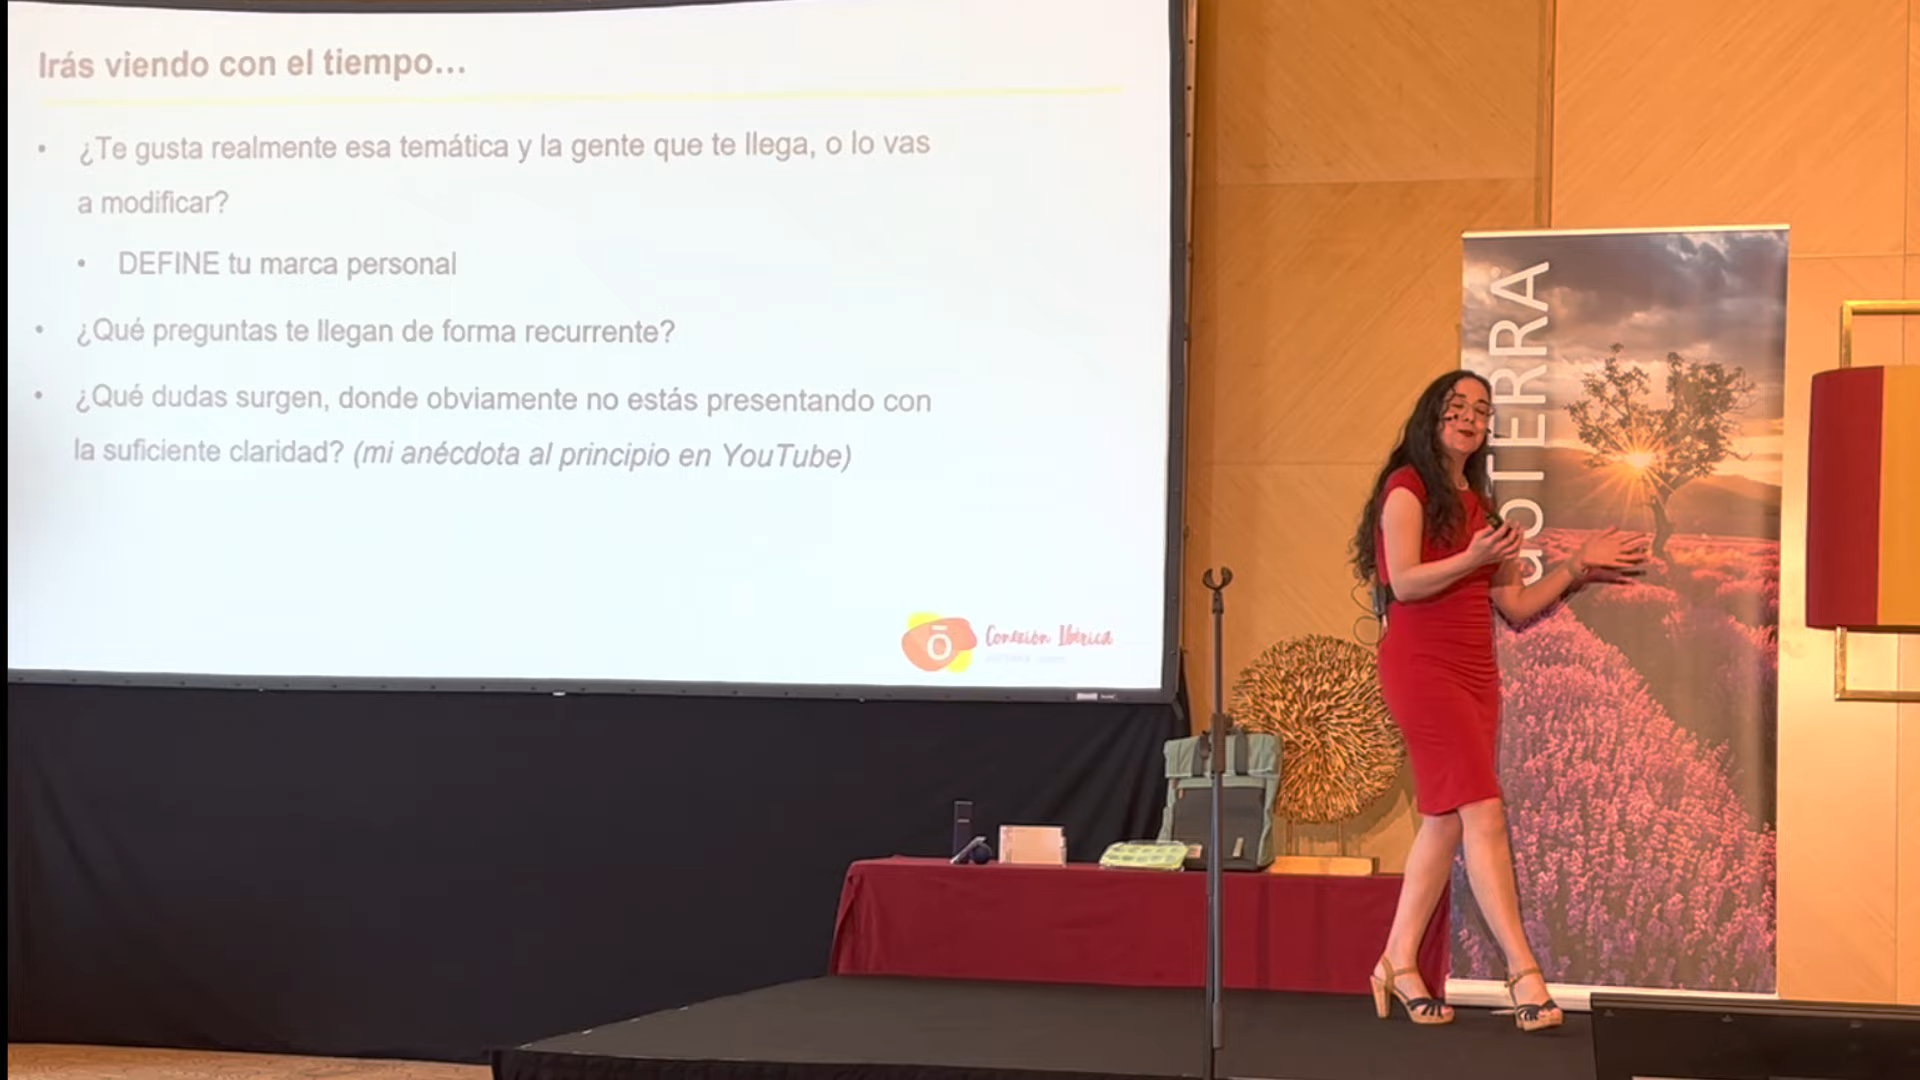 Irás viendo con el tiempo...
• ¿Te gusta realmente esa temática y la gente que te llega, o lo vas
a modificar?
• DEFINE tu marca personal
• ¿Qué preguntas te llegan de forma recurrente?
• ¿Qué dudas surgen, donde obviamente no estás presentando con
la suficiente claridad? (mi anécdota al principio en YouTube)
ō Conexión Ibérica
dōTERRA